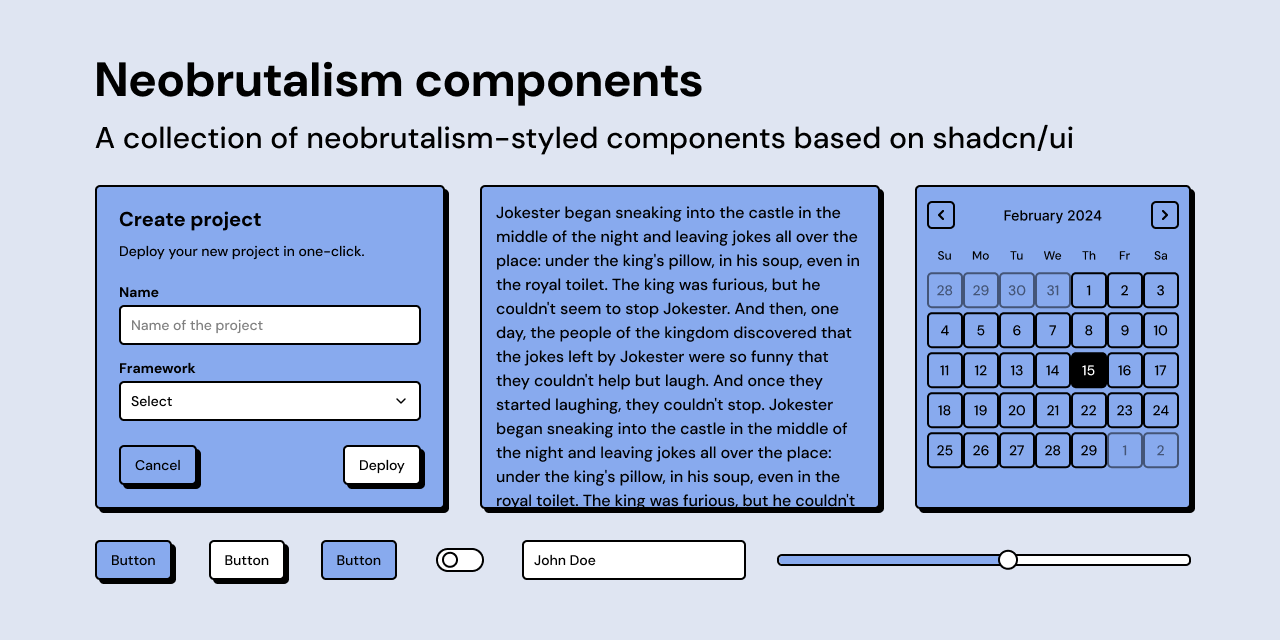 Neobrutalism components
A collection of neobrutalism-styled components based on shadcn/ui
Create project
Deploy your new project in one-click.
Name
Name of the project
Framework
Select
Cancel
Deploy
Jokester began sneaking into the castle in the
middle of the night and leaving jokes all over the
place: under the king's pillow, in his soup, even in
the royal toilet. The king was furious, but he
couldn't seem to stop Jokester. And then, one
day, the people of the kingdom discovered that
the jokes left by Jokester were so funny that
they couldn't help but laugh. And once they
started laughing, they couldn't stop. Jokester
began sneaking into the castle in the middle of
the night and leaving jokes all over the place:
under the king's pillow, in his soup, even in the
royal toilet. The king was furious, but he couldn't
February 2024
Su Mo Tu We Th Fr Sa
28 29 30 31 1 2 3
4 5 6 7 8 9 10
11 12 13 14 15 16 17
18 19 20 21 22 23 24
25 26 27 28 29 1 2
Button
Button
Button
John Doe